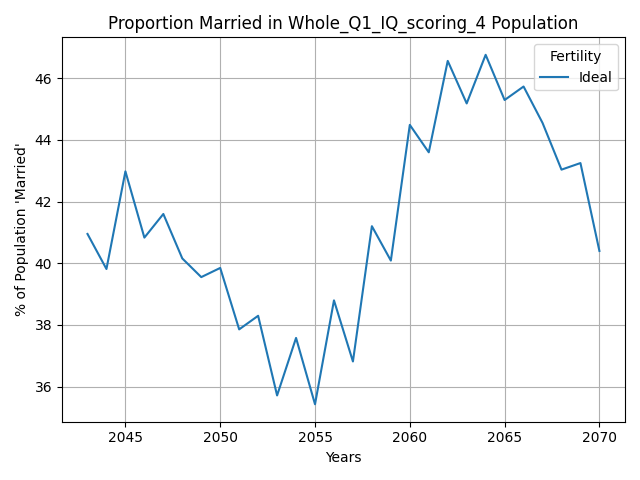 Proportion Married in Whole_Q1_IQ_scoring_4 Population
Fertility
Ideal
% of Population 'Married'
46
44
42
40
38
36
2045 2050 2055 2060 2065 2070
Years